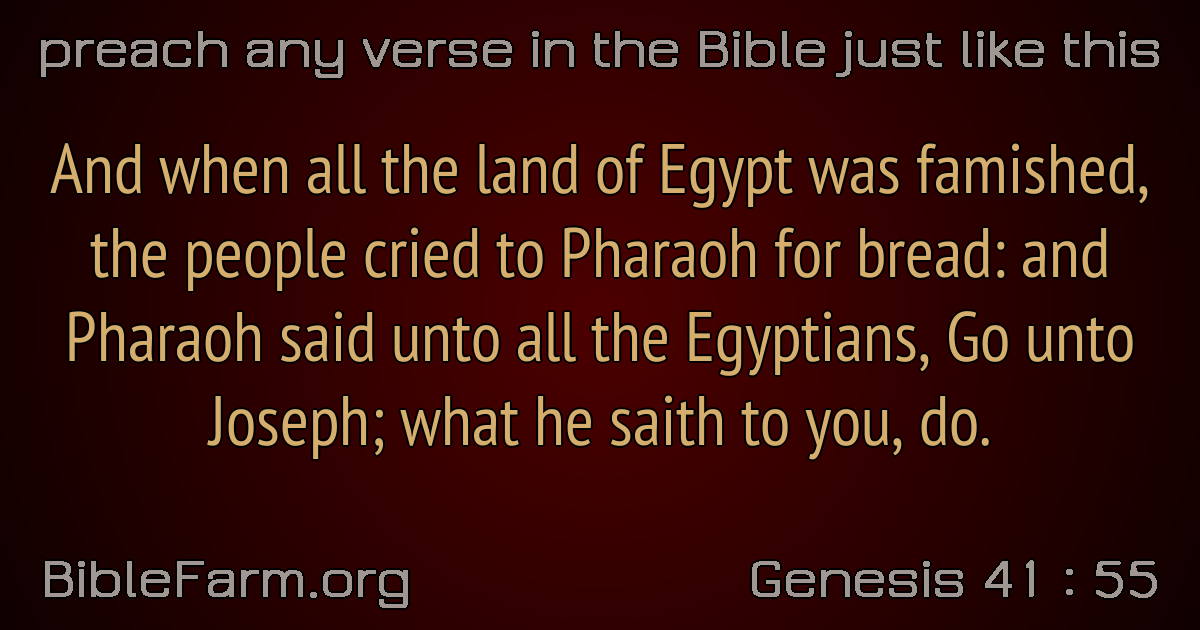 preach any verse in the Bible just like this
And when all the land of Egypt was famished,
the people cried to Pharaoh for bread: and
Pharaoh said unto all the Egyptians, Go unto
Joseph; what he saith to you, do.
BibleFarm.org
Genesis 41 : 55